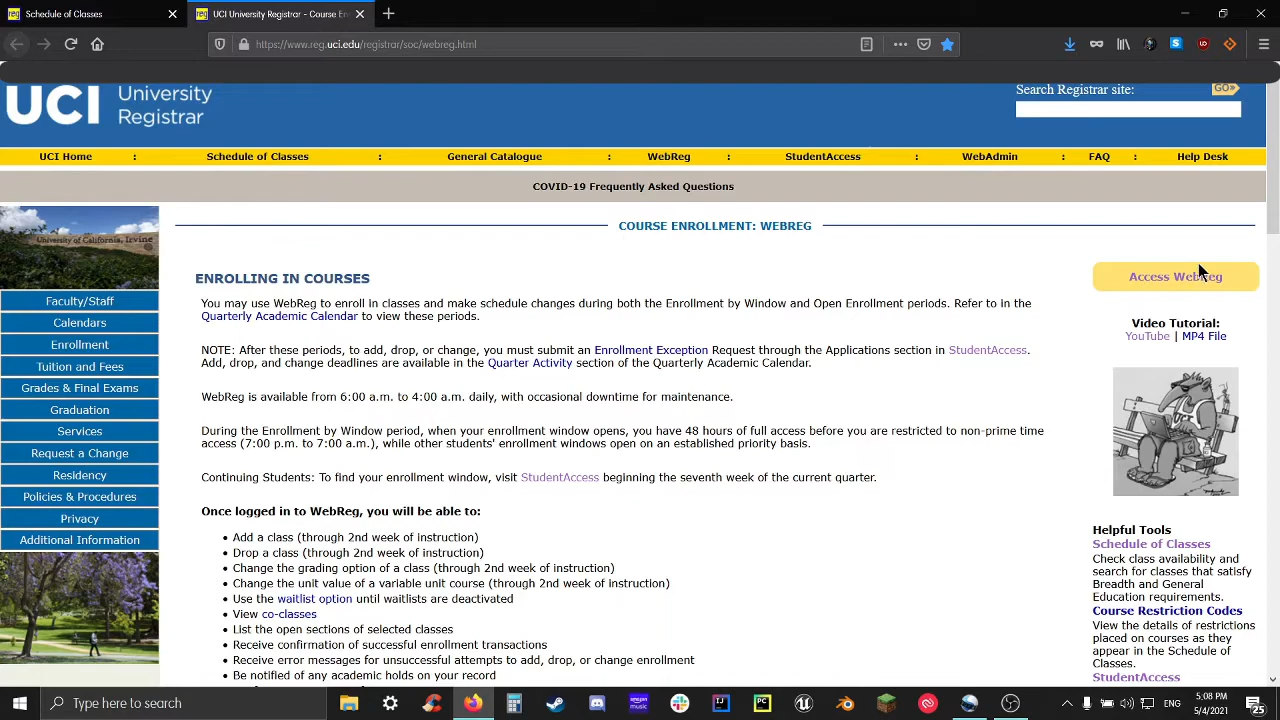 Schedule of Classes
UCI University Registrar - Course En
https://www.reg.uci.edu/registrar/soc/webreg.html
UCI University Registrar
Search Registrar site:
GO»
UCI Home : Schedule of Classes : General Catalogue : WebReg : StudentAccess : WebAdmin : FAQ : Help Desk
COVID-19 Frequently Asked Questions
University of California, Irvine
Faculty/Staff
Calendars
Enrollment
Tuition and Fees
Grades & Final Exams
Graduation
Services
Request a Change
Residency
Policies & Procedures
Privacy
Additional Information
COURSE ENROLLMENT: WEBREG
ENROLLING IN COURSES
You may use WebReg to enroll in classes and make schedule changes during both the Enrollment by Window and Open Enrollment periods. Refer to in the
Quarterly Academic Calendar to view these periods.
NOTE: After these periods, to add, drop, or change, you must submit an Enrollment Exception Request through the Applications section in StudentAccess.
Add, drop, and change deadlines are available in the Quarter Activity section of the Quarterly Academic Calendar.
WebReg is available from 6:00 a.m. to 4:00 a.m. daily, with occasional downtime for maintenance.
During the Enrollment by Window period, when your enrollment window opens, you have 48 hours of full access before you are restricted to non-prime time
access (7:00 p.m. to 7:00 a.m.), while other students' enrollment windows open on an established priority basis.
Continuing Students: To find your enrollment window, visit StudentAccess beginning the seventh week of the current quarter.
Once logged in to WebReg, you will be able to:
• Add a class (through 2nd week of instruction)
• Drop a class (through 2nd week of instruction)
• Change the grading option of a class (through 2nd week of instruction)
• Change the unit value of a variable unit course (through 2nd week of instruction)
• Use the waitlist option until waitlists are deactivated
• View co-classes
• List the open sections of selected classes
• Receive confirmation of successful enrollment transactions
• Receive error messages for unsuccessful attempts to add, drop, or change enrollment
• Be notified of any academic holds on your record
Access Webreg
Video Tutorial:
YouTube | MP4 File
Helpful Tools
Schedule of Classes
Check class availability and
search for classes that satisfy
Breadth and General
Education requirements.
Course Restriction Codes
View the details of restrictions
placed on courses as they
appear in the Schedule of
Classes.
StudentAccess
Type here to search
amazon music
ENG
5:08 PM
5/4/2021
25